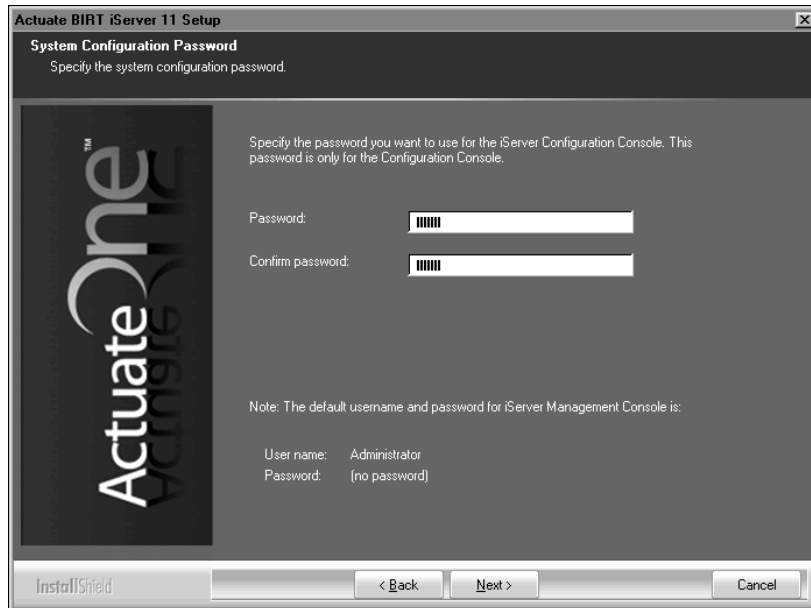 Actuate BIRT iServer 11 Setup
System Configuration Password
Specify the system configuration password.
ActuateOne™
Specify the password you want to use for the iServer Configuration Console. This
password is only for the Configuration Console.
Password:
Confirm password:
Note: The default username and password for iServer Management Console is:
User name: Administrator
Password: (no password)
InstallShield
< Back
Next >
Cancel